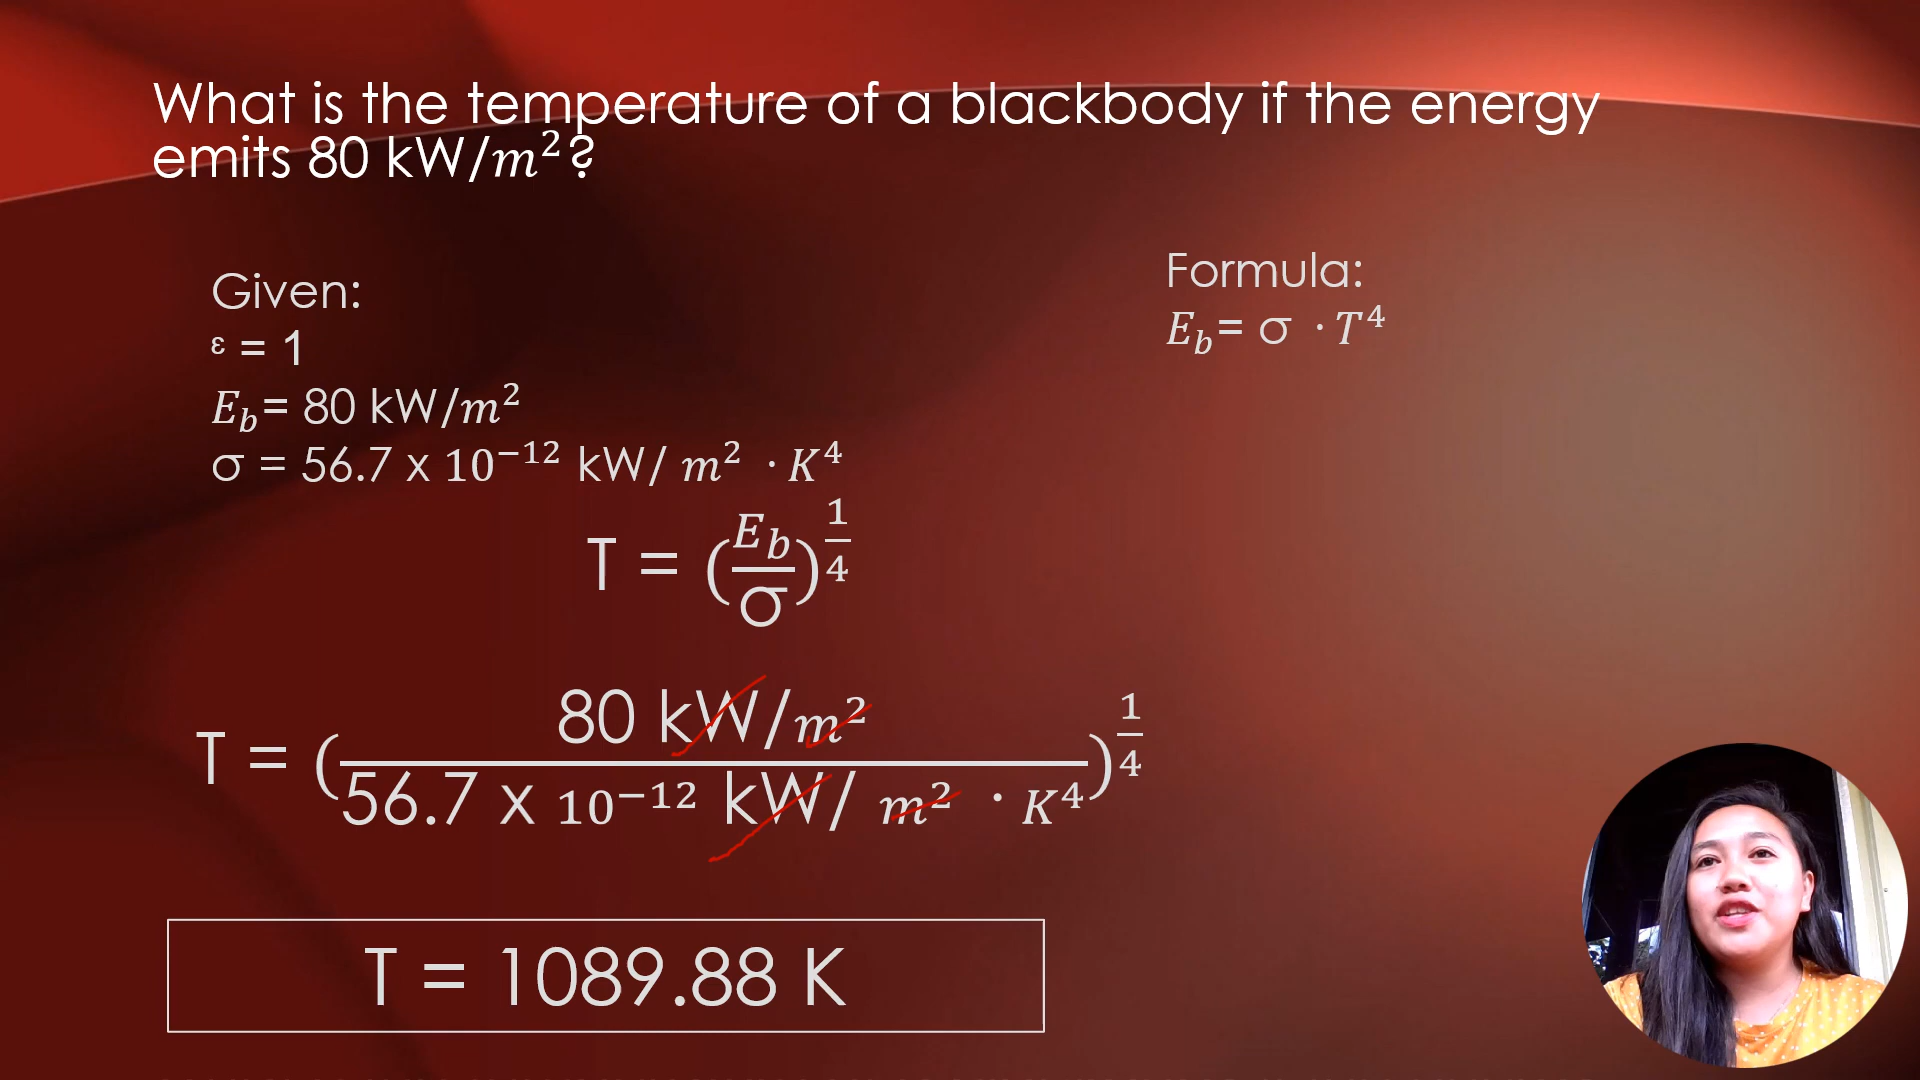 What is the temperature of a blackbody if the energy
emits 80 kW/m²?
Given:
ε = 1
E_b= 80 kW/m²
σ = 56.7 x 10⁻¹² kW/ m² · K⁴
Formula:
E_b= σ · T⁴
T = (E_b/σ)^(1/4)
T = (80 kW/m² / 56.7 x 10⁻¹² kW/ m² · K⁴)^(1/4)
T = 1089.88 K